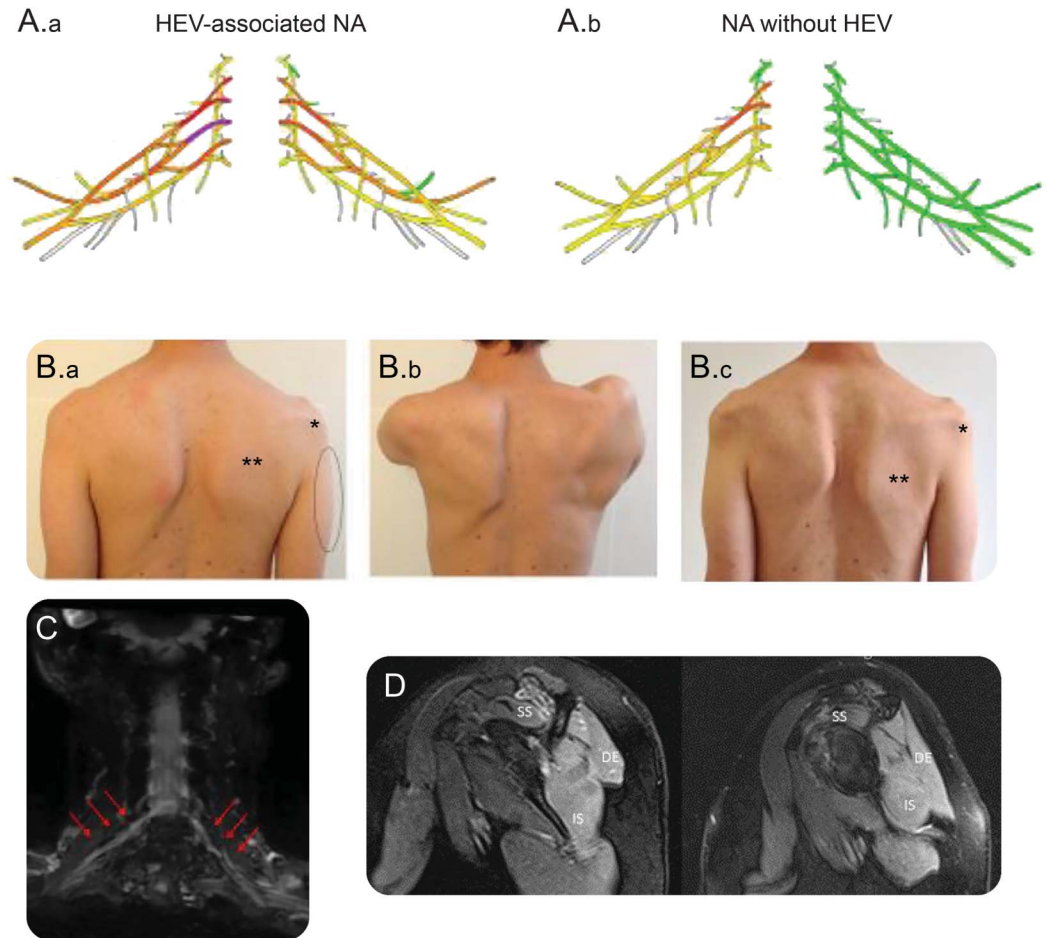 A.a HEV-associated NA
A.b NA without HEV
B.a
*
**
B.b
B.c
*
**
C
D
SS
DE
IS
SS
DE
IS